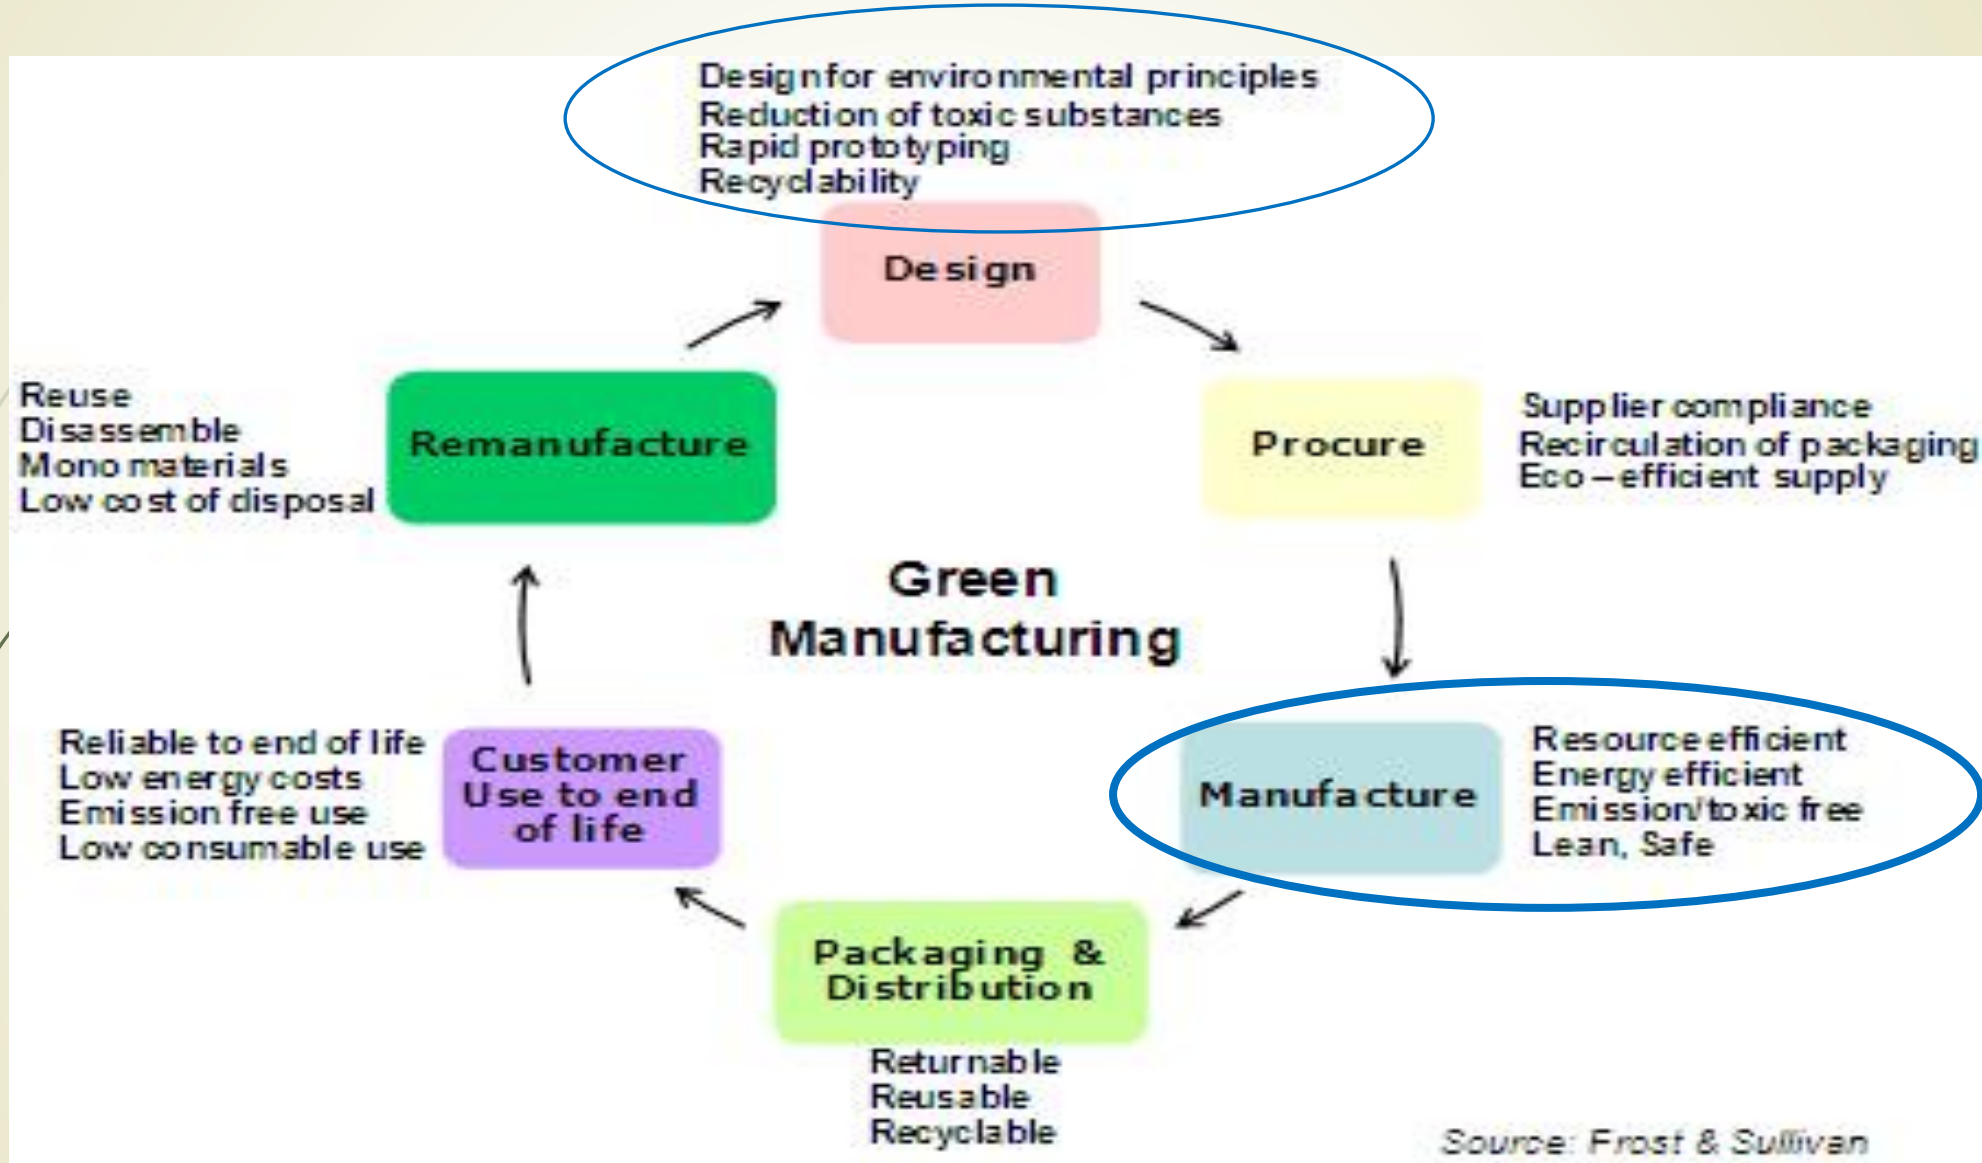 Design for environmental principles
Reduction of toxic substances
Rapid prototyping
Recyclability
Design
Reuse
Disassemble
Mono materials
Low cost of disposal
Remanufacture
Procure
Supplier compliance
Recirculation of packaging
Eco – efficient supply
Green
Manufacturing
Reliable to end of life
Low energy costs
Emission free use
Low consumable use
Customer
Use to end
of life
Manufacture
Resource efficient
Energy efficient
Emission/toxic free
Lean, Safe
Packaging &
Distribution
Returnable
Reusable
Recyclable
Source: Frost & Sullivan